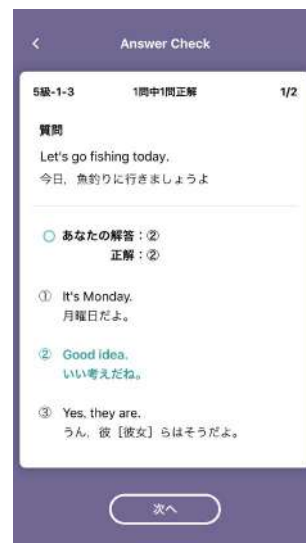 Answer Check
5級-1-3 1問中1問正解 1/2
質問
Let's go fishing today.
今日、魚釣りに行きましょうよ
あなたの解答：②
正解：②
① It's Monday.
月曜日だよ。
② Good idea.
いい考えだね。
③ Yes, they are.
うん、彼［彼女］らはそうだよ。
次へ